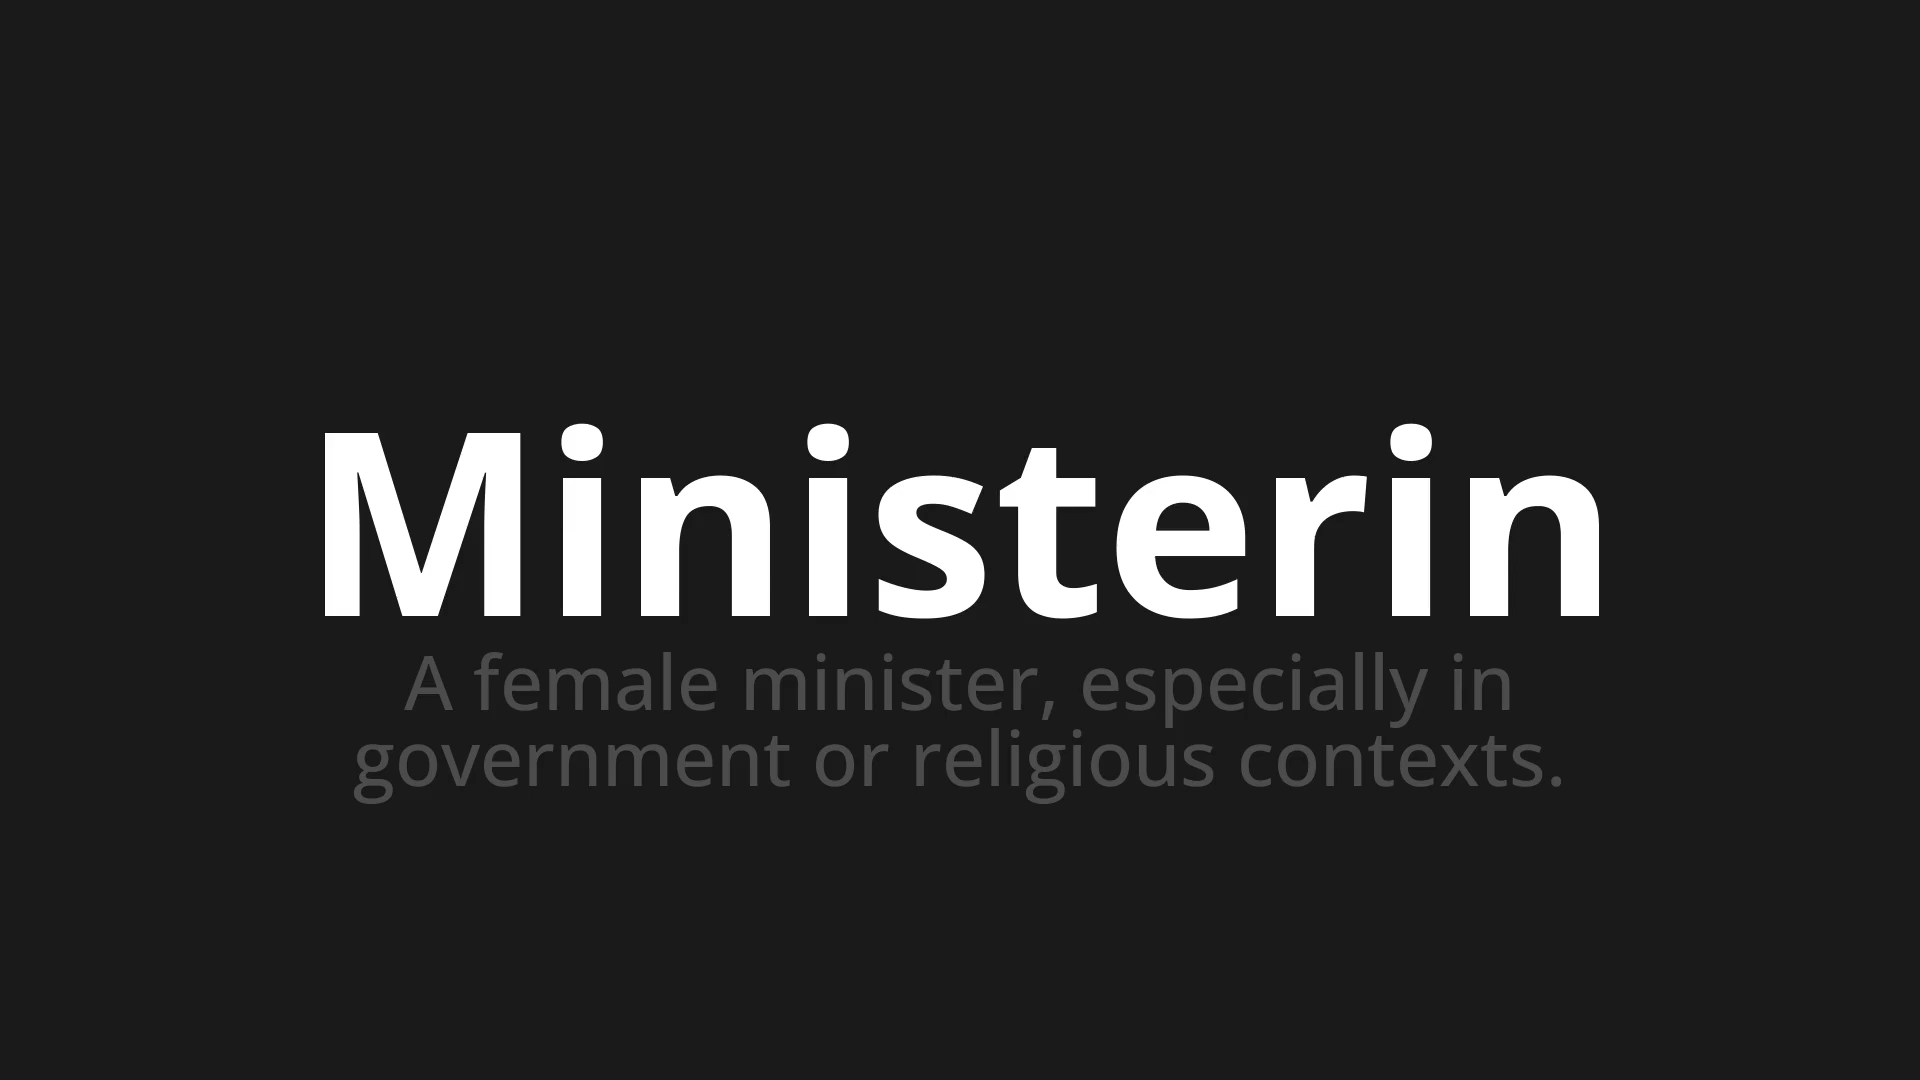 Ministerin
A female minister, especially in
government or religious contexts.